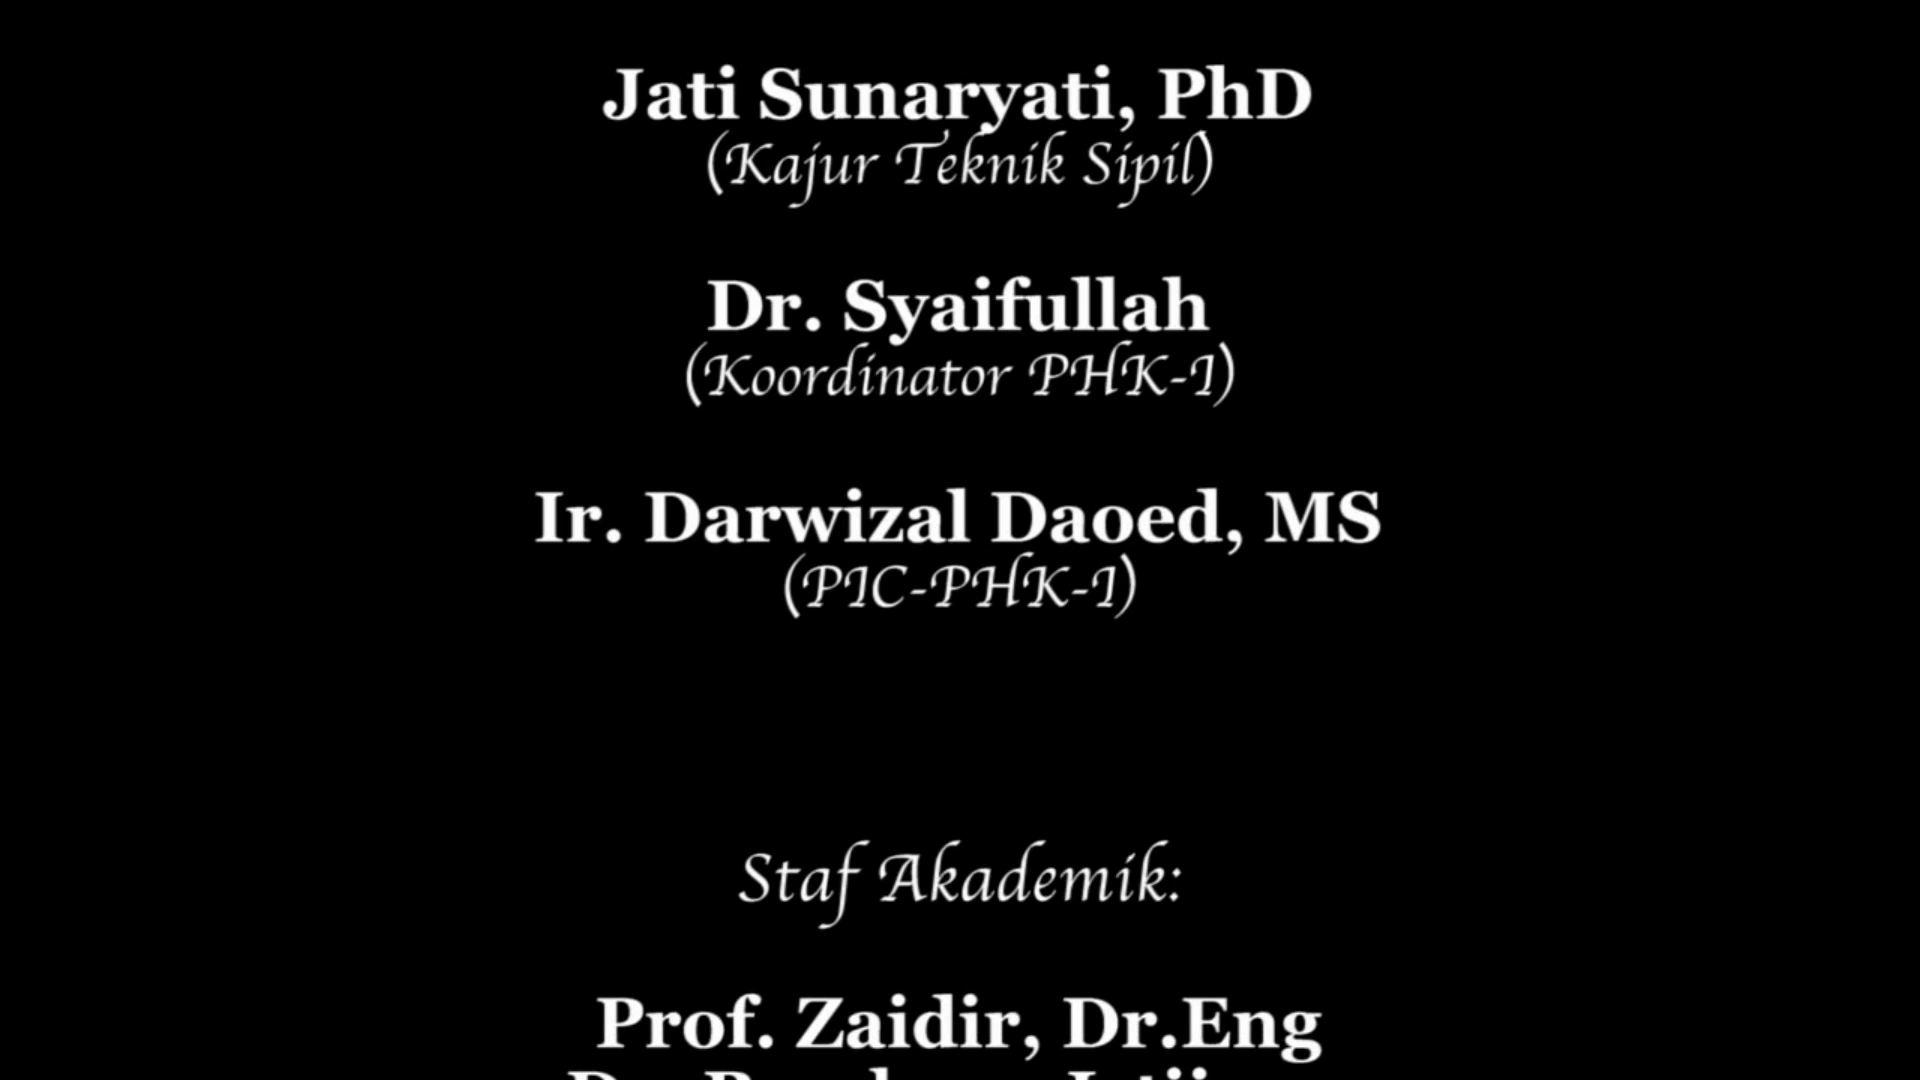 Jati Sunaryati, PhD
(Kajur Teknik Sipil)
Dr. Syaifullah
(Koordinator PHK-I)
Ir. Darwizal Daoed, MS
(PIC-PHK-I)
Staf Akademik:
Prof. Zaidir, Dr.Eng